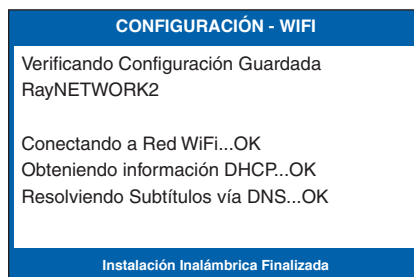 CONFIGURACIÓN - WIFI
Verificando Configuración Guardada
RayNETWORK2
Conectando a Red WiFi...OK
Obteniendo información DHCP...OK
Resolviendo Subtítulos vía DNS...OK
Instalación Inalámbrica Finalizada